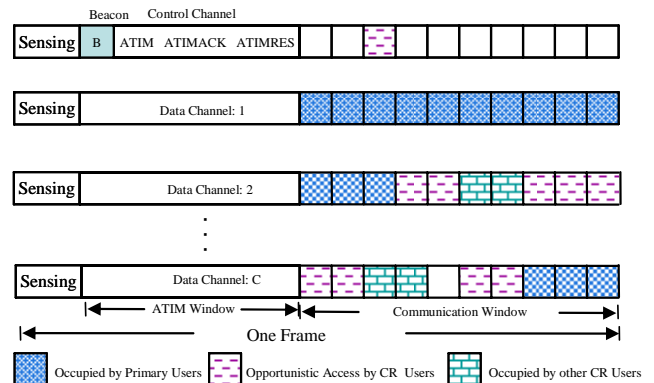 Beacon Control Channel
Sensing B ATIM ATIMACK ATIMRES
Sensing Data Channel: 1
Sensing Data Channel: 2
Sensing Data Channel: C
ATIM Window Communication Window
One Frame
Occupied by Primary Users Opportunistic Access by CR Users Occupied by other CR Users